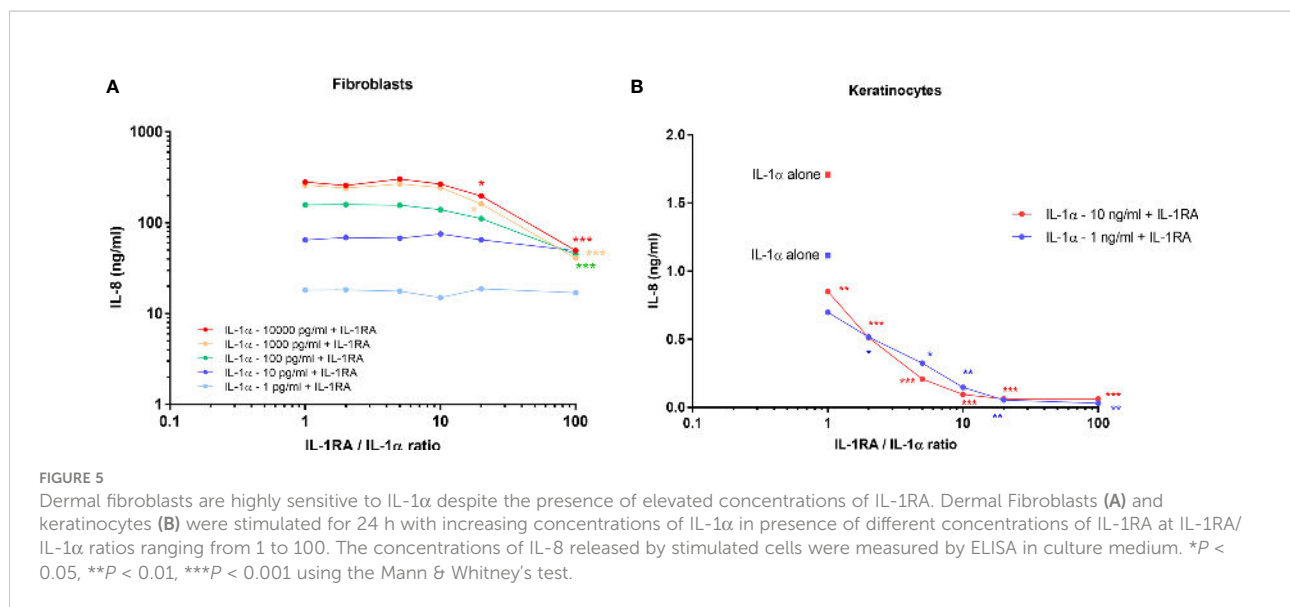 A
Fibroblasts
IL-8 (ng/ml)
1000
100
10
1
0.1
1
10
100
IL-1RA / IL-1α ratio
*
*
***
***
***
IL-1α - 10000 pg/ml + IL-1RA
IL-1α - 1000 pg/ml + IL-1RA
IL-1α - 100 pg/ml + IL-1RA
IL-1α - 10 pg/ml + IL-1RA
IL-1α - 1 pg/ml + IL-1RA
B
Keratinocytes
IL-8 (ng/ml)
2.0
1.5
1.0
0.5
0.0
0.1
1
10
100
IL-1RA / IL-1α ratio
IL-1α alone
IL-1α alone
**
***
*
***
*
**
***
***
**
***
**
IL-1α - 10 ng/ml + IL-1RA
IL-1α - 1 ng/ml + IL-1RA
FIGURE 5
Dermal fibroblasts are highly sensitive to IL-1α despite the presence of elevated concentrations of IL-1RA. Dermal Fibroblasts (A) and
keratinocytes (B) were stimulated for 24 h with increasing concentrations of IL-1α in presence of different concentrations of IL-1RA at IL-1RA/
IL-1α ratios ranging from 1 to 100. The concentrations of IL-8 released by stimulated cells were measured by ELISA in culture medium. *P <
0.05, **P < 0.01, ***P < 0.001 using the Mann & Whitney's test.